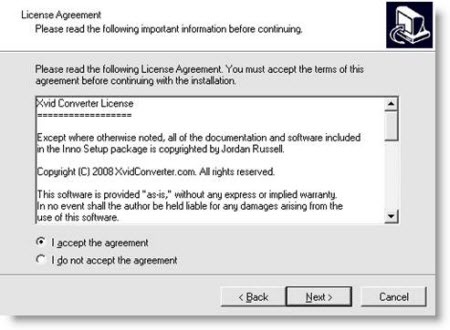 License Agreement
Please read the following important information before continuing.
Please read the following License Agreement. You must accept the terms of this
agreement before continuing with the installation.
Xvid Converter License
==================
Except where otherwise noted, all of the documentation and software included
in the Inno Setup package is copyrighted by Jordan Russell.
Copyright (C) 2008 XvidConverter.com. All rights reserved.
This software is provided "as-is," without any express or implied warranty.
In no event shall the author be held liable for any damages arising from the
use of this software.
I accept the agreement
I do not accept the agreement
< Back Next > Cancel